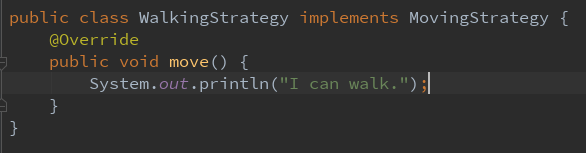 public class WalkingStrategy implements MovingStrategy {
    @Override
    public void move() {
        System.out.println("I can walk.");
    }
}